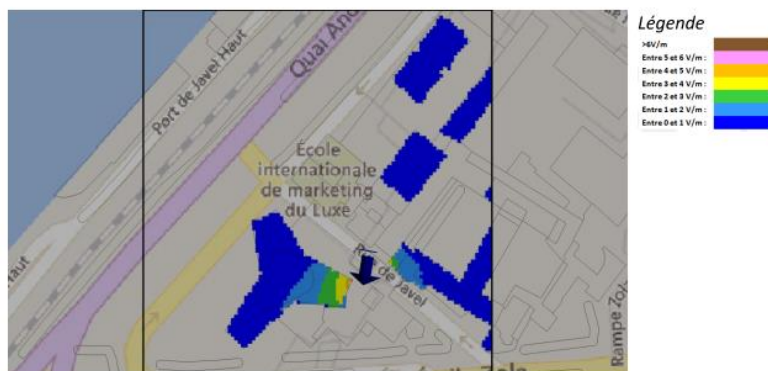 Légende
>6V/m
Entre 5 et 6 V/m :
Entre 4 et 5 V/m :
Entre 3 et 4 V/m :
Entre 2 et 3 V/m :
Entre 1 et 2 V/m :
Entre 0 et 1 V/m :
Port de Javel Haut
Quai And
École
internationale
de marketing
du Luxe
Haut
de Javel
Rampe Zo